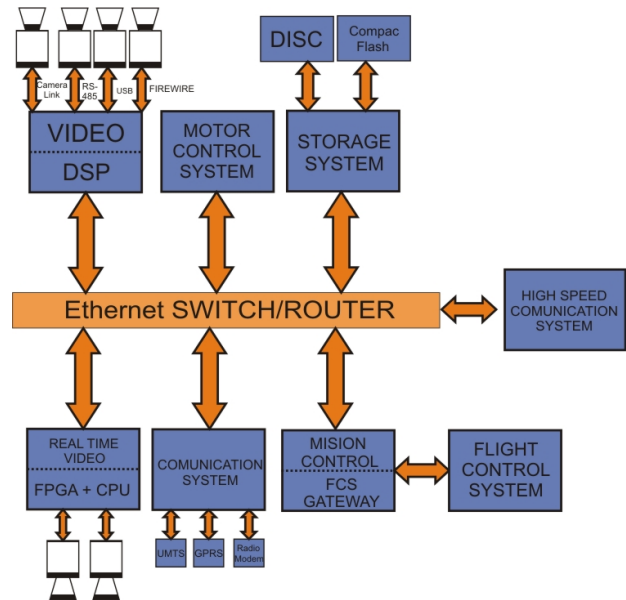 DISC
Compac
Flash
Camera
Link
RS-
485
USB
FIREWIRE
VIDEO
DSP
MOTOR
CONTROL
SYSTEM
STORAGE
SYSTEM
Ethernet SWITCH/ROUTER
HIGH SPEED
COMUNICATION
SYSTEM
REAL TIME
VIDEO
FPGA + CPU
COMUNICATION
SYSTEM
MISION
CONTROL
FCS
GATEWAY
FLIGHT
CONTROL
SYSTEM
UMTS
GPRS
Radio
Modem